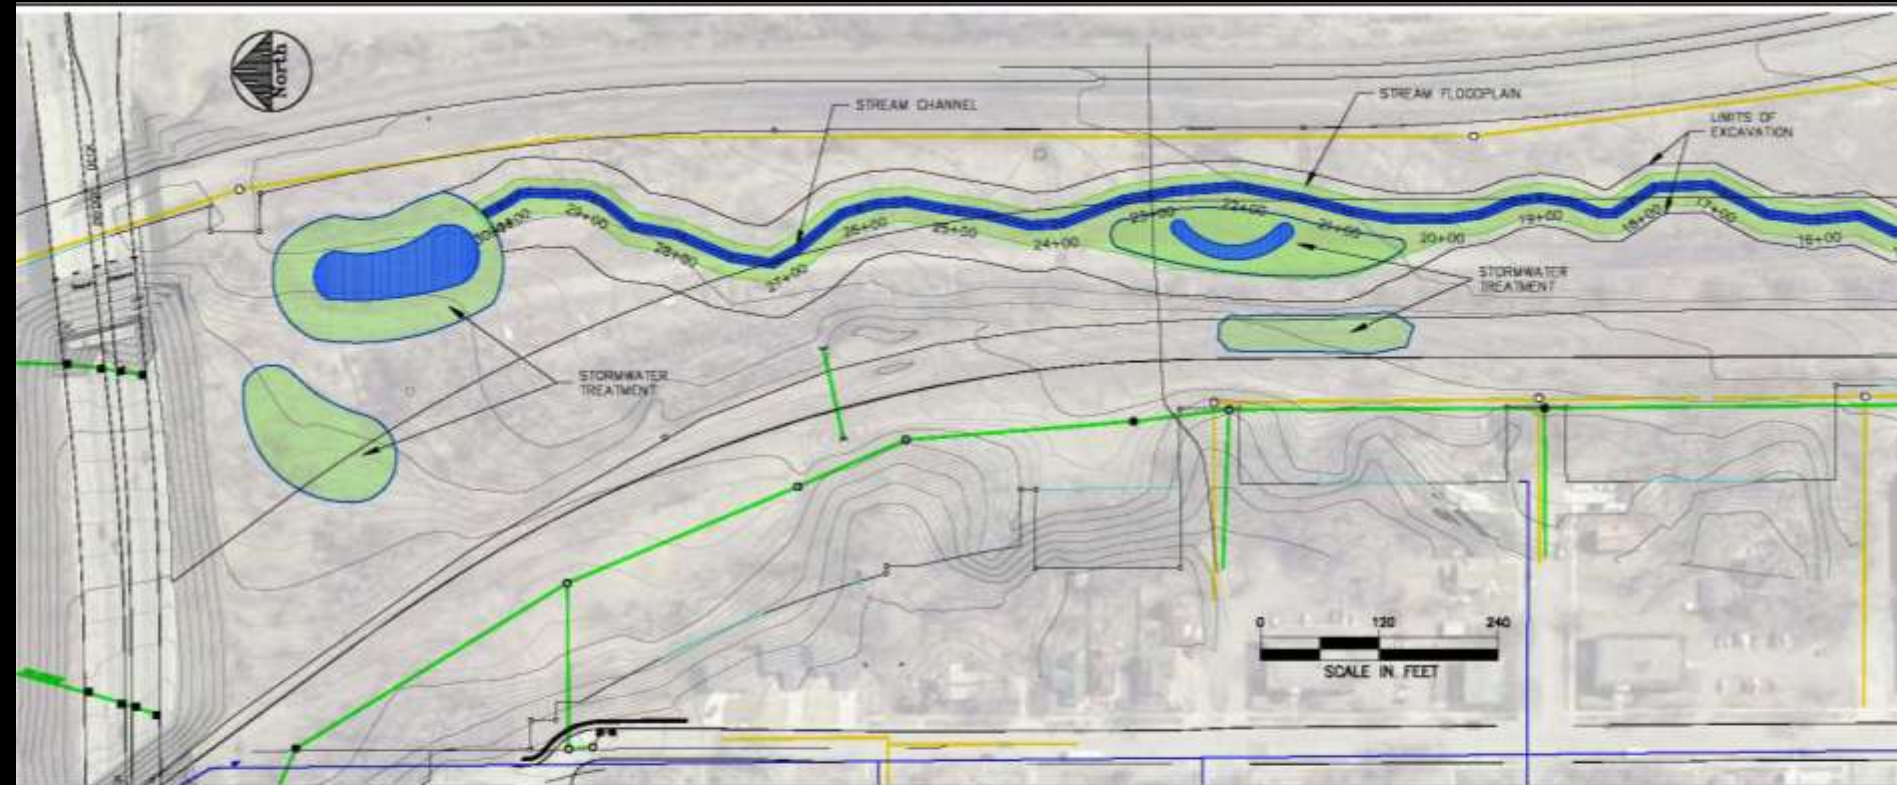 North
STREAM CHANNEL
STREAM FLOODPLAIN
LIMITS OF
EXCAVATION
29+00
28+00
27+00
26+00
25+00
24+00
23+00
22+00
21+00
20+00
19+00
18+00
17+00
16+00
STORMWATER
TREATMENT
STORMWATER
TREATMENT
0 120 240
SCALE IN FEET